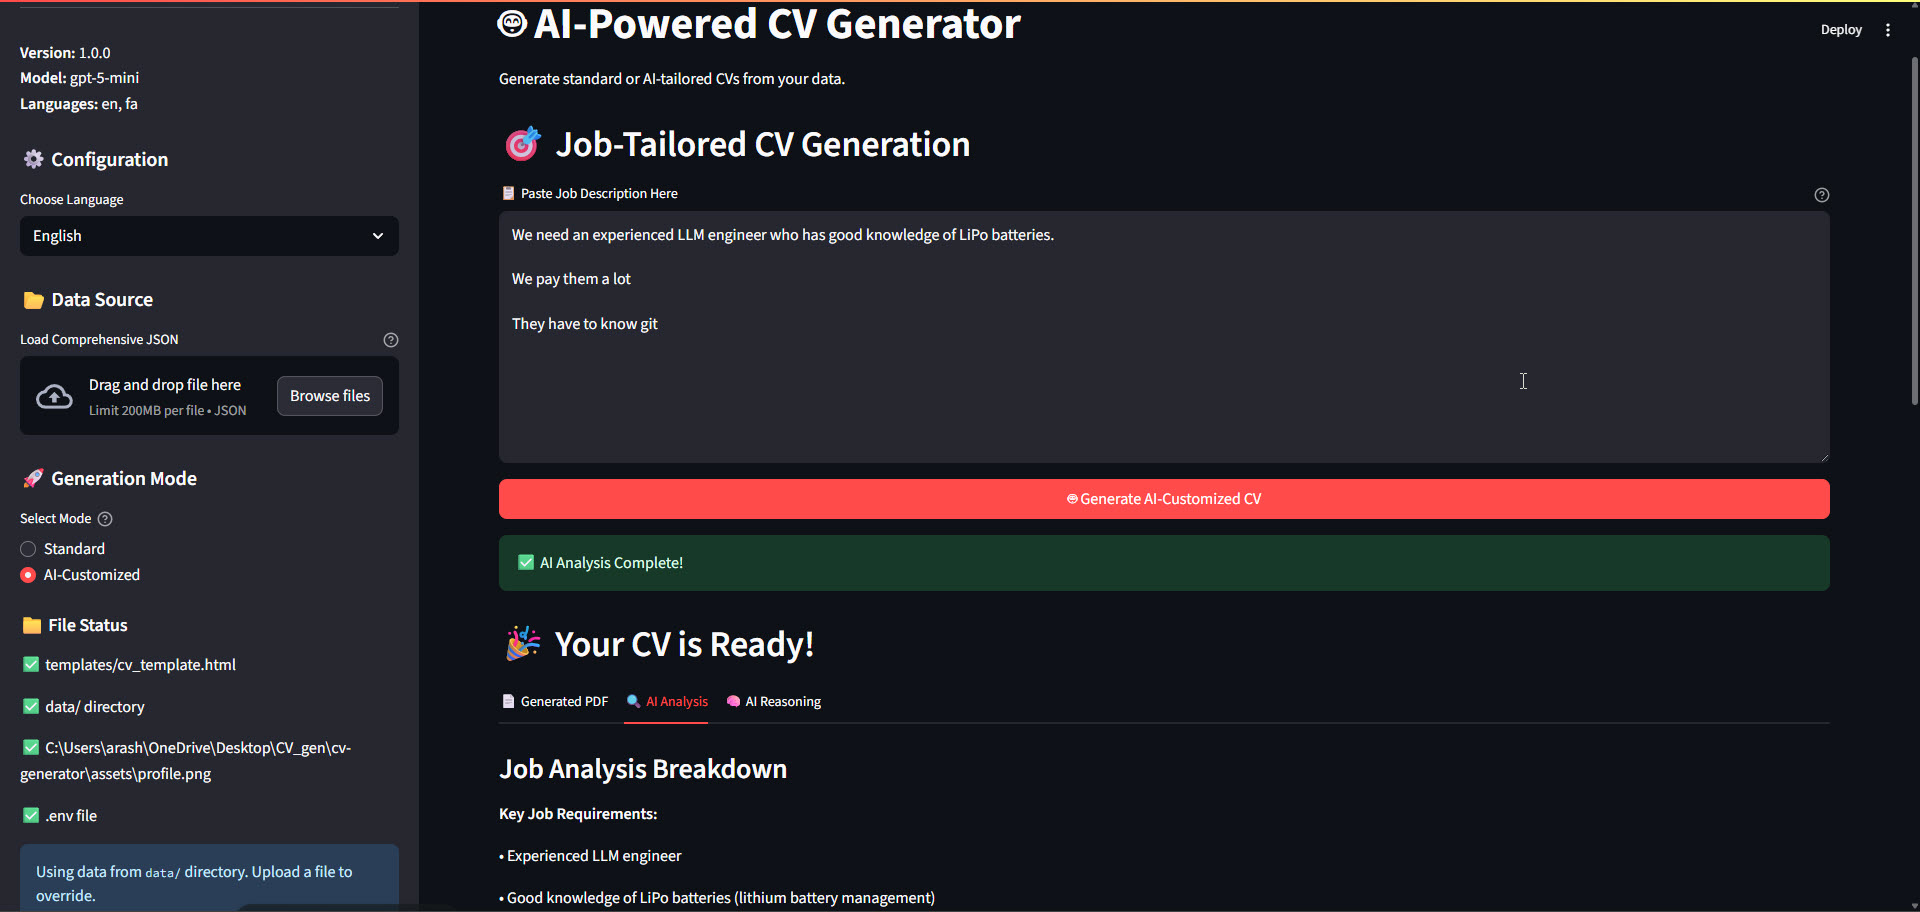 Version: 1.0.0
Model: gpt-5-mini
Languages: en, fa
Configuration
Choose Language
English
Data Source
Load Comprehensive JSON
Drag and drop file here
Limit 200MB per file • JSON
Browse files
Generation Mode
Select Mode
Standard
AI-Customized
File Status
templates/cv_template.html
data/ directory
C:\Users\arash\OneDrive\Desktop\CV_gen\cv-
generator\assets\profile.png
.env file
Using data from data/ directory. Upload a file to
override.
Deploy
AI-Powered CV Generator
Generate standard or AI-tailored CVs from your data.
Job-Tailored CV Generation
Paste Job Description Here
We need an experienced LLM engineer who has good knowledge of LiPo batteries.
We pay them a lot
They have to know git
Generate AI-Customized CV
AI Analysis Complete!
Your CV is Ready!
Generated PDF
AI Analysis
AI Reasoning
Job Analysis Breakdown
Key Job Requirements:
• Experienced LLM engineer
• Good knowledge of LiPo batteries (lithium battery management)